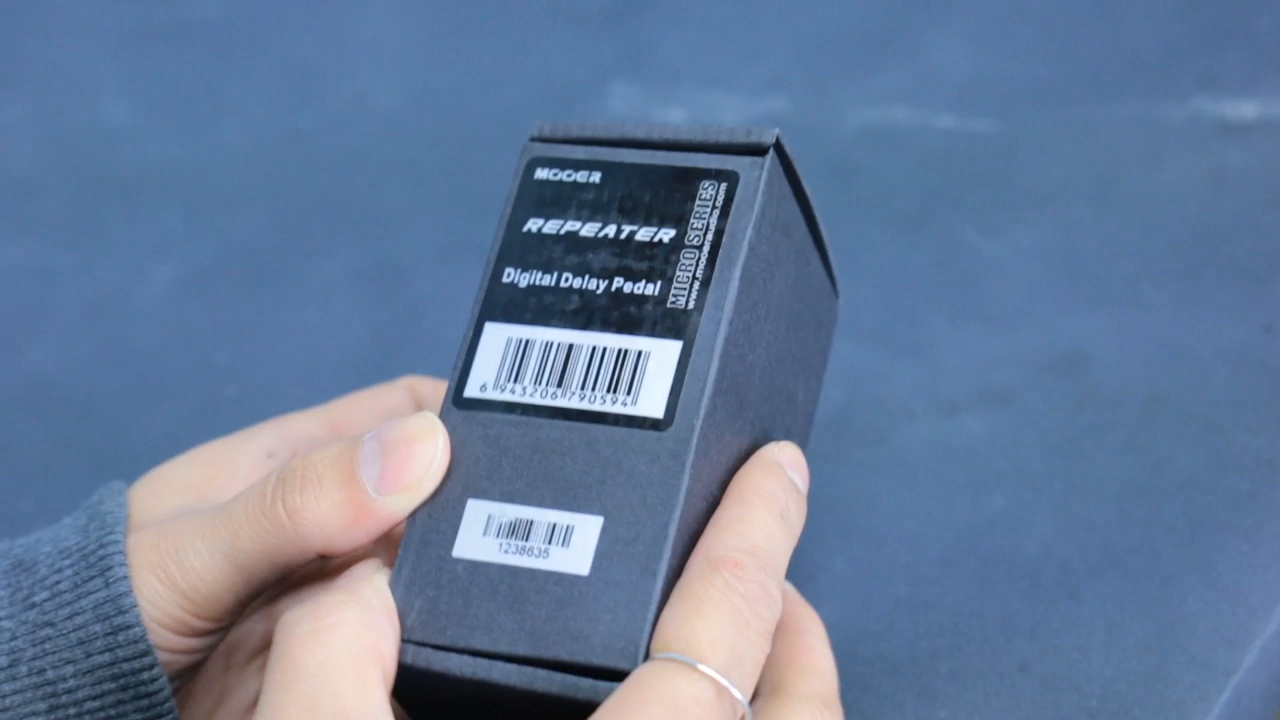 MOOER
REPEATER
Digital Delay Pedal
MICRO SERIES
www.mooeraudio.com
6 943206 790594
1238635